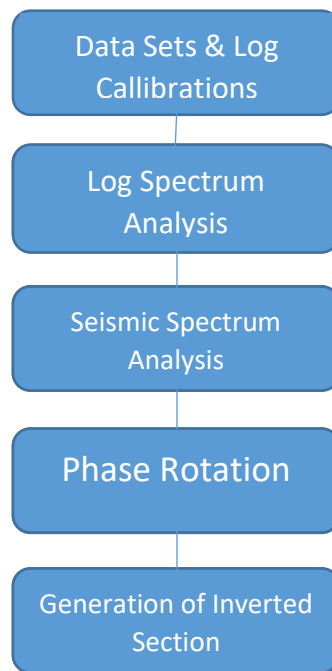 Data Sets & Log
Callibrations
Log Spectrum
Analysis
Seismic Spectrum
Analysis
Phase Rotation
Generation of Inverted
Section